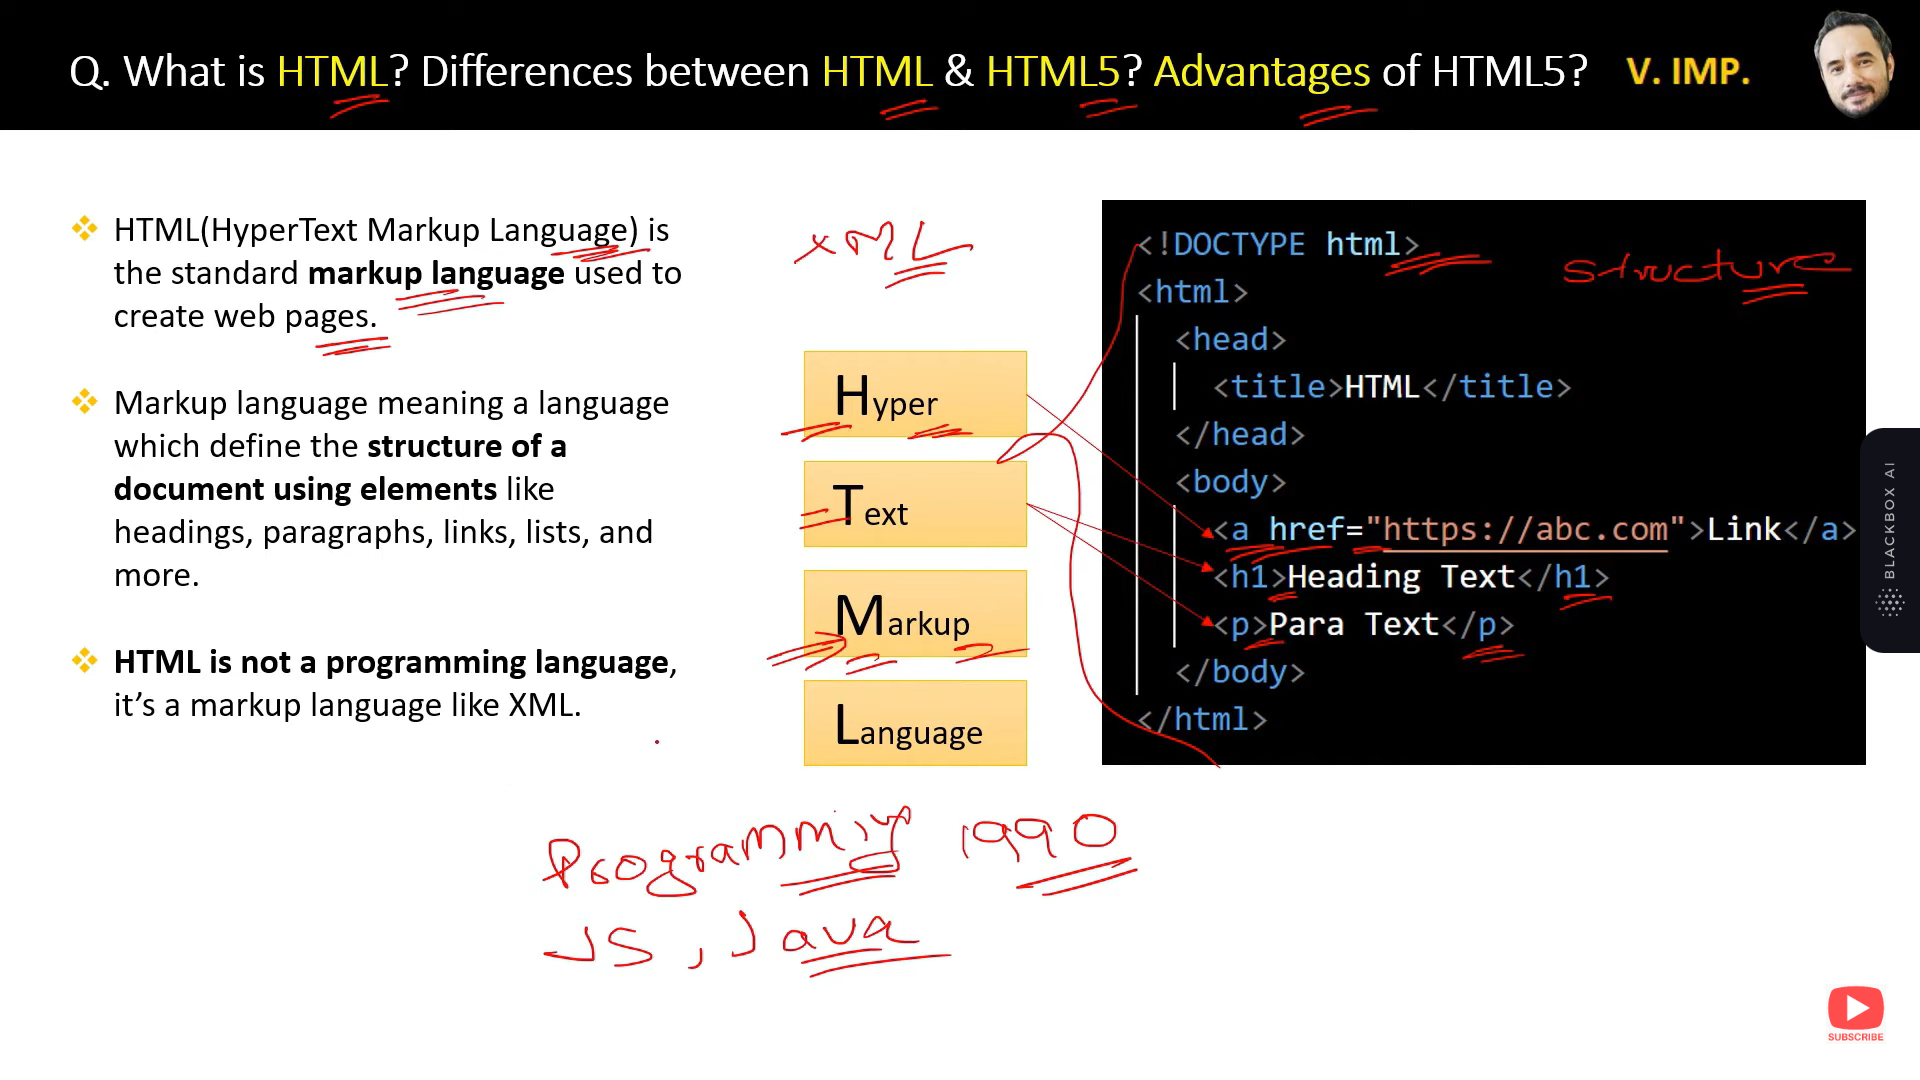 Q. What is HTML? Differences between HTML & HTML5? Advantages of HTML5? V. IMP.
HTML(HyperText Markup Language) is
the standard markup language used to
create web pages.
Markup language meaning a language
which define the structure of a
document using elements like
headings, paragraphs, links, lists, and
more.
HTML is not a programming language,
it’s a markup language like XML.
XML
Hyper
Text
Markup
Language
<!DOCTYPE html>
structure
<html>
<head>
<title>HTML</title>
</head>
<body>
<a href="https://abc.com">Link</a>
<h1>Heading Text</h1>
<p>Para Text</p>
</body>
</html>
Programming 1990
JS, Java
BLACKBOX AI
SUBSCRIBE